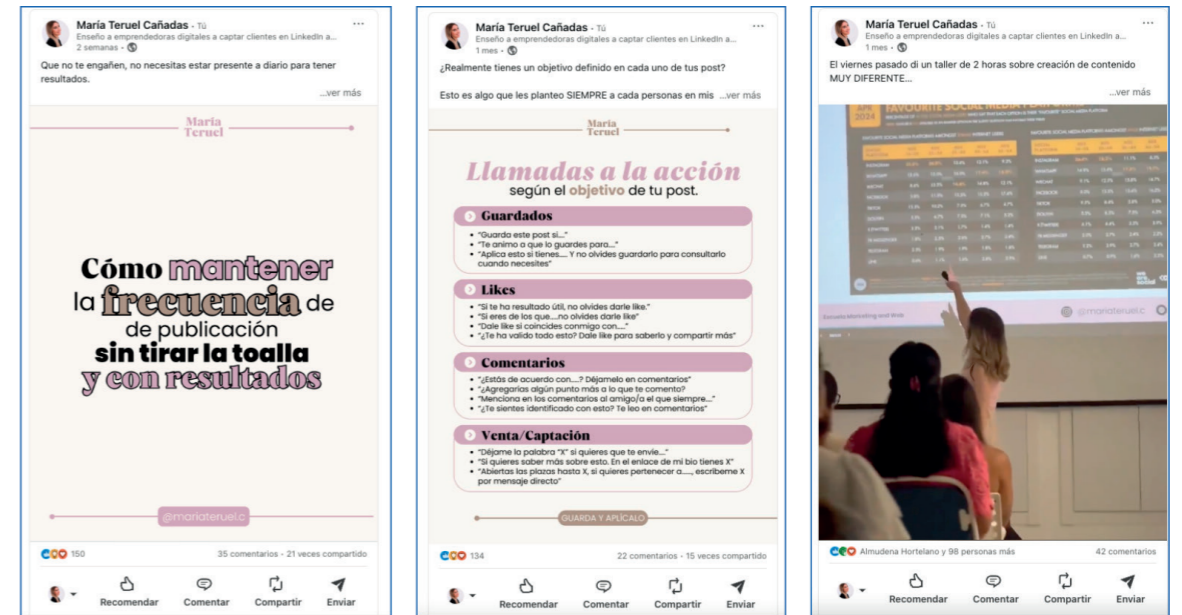 María Teruel Cañadas · Tú
Enseño a emprendedoras digitales a captar clientes en LinkedIn a...
2 semanas ·
Que no te engañen, no necesitas estar presente a diario para tener
resultados.
...ver más
María
Teruel
Cómo mantener
la frecuencia de
de publicación
sin tirar la toalla
y con resultados
@mariateruel.c
150
35 comentarios · 21 veces compartido
Recomendar
Comentar
Compartir
Enviar
María Teruel Cañadas · Tú
Enseño a emprendedoras digitales a captar clientes en LinkedIn a...
1 mes ·
¿Realmente tienes un objetivo definido en cada uno de tus post?
Esto es algo que les planteo SIEMPRE a cada personas en mis ...ver más
María
Teruel
Llamadas a la acción
según el objetivo de tu post.
Guardados
• "Guarda este post si...."
• "Te animo a que lo guardes para...."
• "Aplica esto si tienes.... Y no olvides guardarlo para consultarlo
cuando necesites"
Likes
• "Si te ha resultado útil, no olvides darle like."
• "Si eres de los que....no olvides darle like"
• "Dale like si coincides conmigo con....."
• "¿Te ha valido todo esto? Dale like para saberlo y compartir más"
Comentarios
• "¿Estás de acuerdo con....? Déjamelo en comentarios"
• "¿Agregarías algún punto más a lo que te comento?
• "Menciona en los comentarios al amigo/a el que siempre...."
• "¿Te sientes identificado con esto? Te leo en comentarios"
Venta/Captación
• "Déjame la palabra "X" si quieres que te envie...."
• "Si quieres saber más sobre esto. En el enlace de mi bio tienes X"
• "Abiertas las plazas hasta X, si quieres pertenecer a....., escríbeme X
por mensaje directo"
GUARDA Y APLÍCALO
134
22 comentarios · 15 veces compartido
Recomendar
Comentar
Compartir
Enviar
María Teruel Cañadas · Tú
Enseño a emprendedoras digitales a captar clientes en LinkedIn a...
1 mes ·
El viernes pasado di un taller de 2 horas sobre creación de contenido
MUY DIFERENTE...
...ver más
APR
2024
FAVOURITE SOCIAL MEDIA
Escuela Marketing and Web
@mariateruel.c
Almudena Hortelano y 98 personas más
42 comentarios
Recomendar
Comentar
Compartir
Enviar